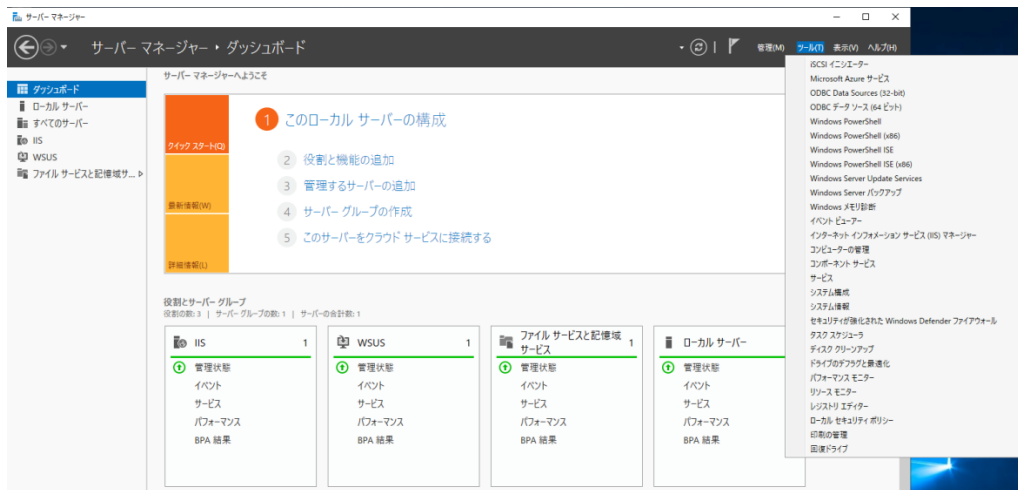 サーバー マネージャー
サーバー マネージャー・ダッシュボード
管理(M) ツール(T) 表示(V) ヘルプ(H)
ダッシュボード
ローカル サーバー
すべてのサーバー
IIS
WSUS
ファイル サービスと記憶域サ...
サーバー マネージャーへようこそ
クイック スタート(Q)
最新情報(W)
詳細情報(L)
1 このローカル サーバーの構成
2 役割と機能の追加
3 管理するサーバーの追加
4 サーバー グループの作成
5 このサーバーをクラウド サービスに接続する
役割とサーバー グループ
役割の数: 3 | サーバー グループの数: 1 | サーバーの合計数: 1
IIS 1
管理状態
イベント
サービス
パフォーマンス
BPA 結果
WSUS 1
管理状態
イベント
サービス
パフォーマンス
BPA 結果
ファイル サービスと記憶域
サービス 1
管理状態
イベント
サービス
パフォーマンス
BPA 結果
ローカル サーバー
管理状態
イベント
サービス
パフォーマンス
BPA 結果
iSCSI イニシエーター
Microsoft Azure サービス
ODBC Data Sources (32-bit)
ODBC データ ソース (64 ビット)
Windows PowerShell
Windows PowerShell (x86)
Windows PowerShell ISE
Windows PowerShell ISE (x86)
Windows Server Update Services
Windows Server バックアップ
Windows メモリ診断
イベント ビューアー
インターネット インフォメーション サービス (IIS) マネージャー
コンピューターの管理
コンポーネント サービス
サービス
システム構成
システム情報
セキュリティが強化された Windows Defender ファイアウォール
タスク スケジューラ
ディスク クリーンアップ
ドライブのデフラグと最適化
パフォーマンス モニター
リソース モニター
レジストリ エディター
ローカル セキュリティ ポリシー
印刷の管理
回復ドライブ